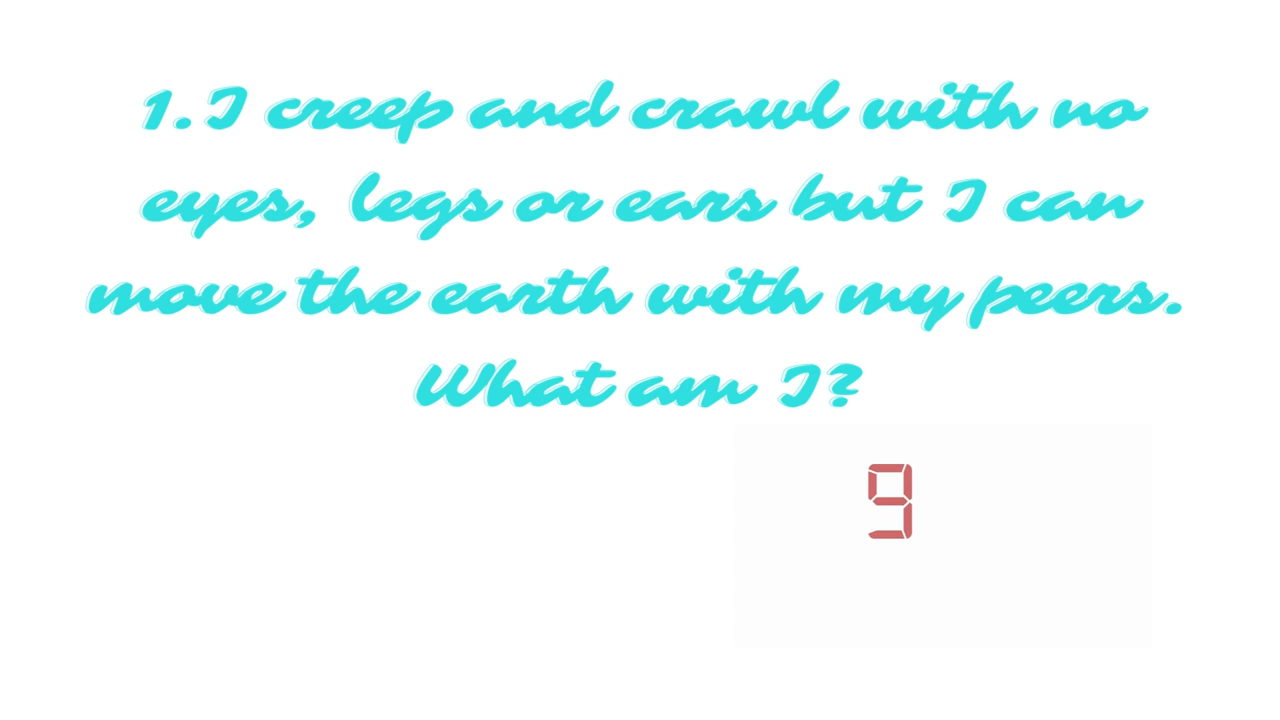 1. I creep and crawl with no
eyes, legs or ears but I can
move the earth with my peers.
What am I?
9